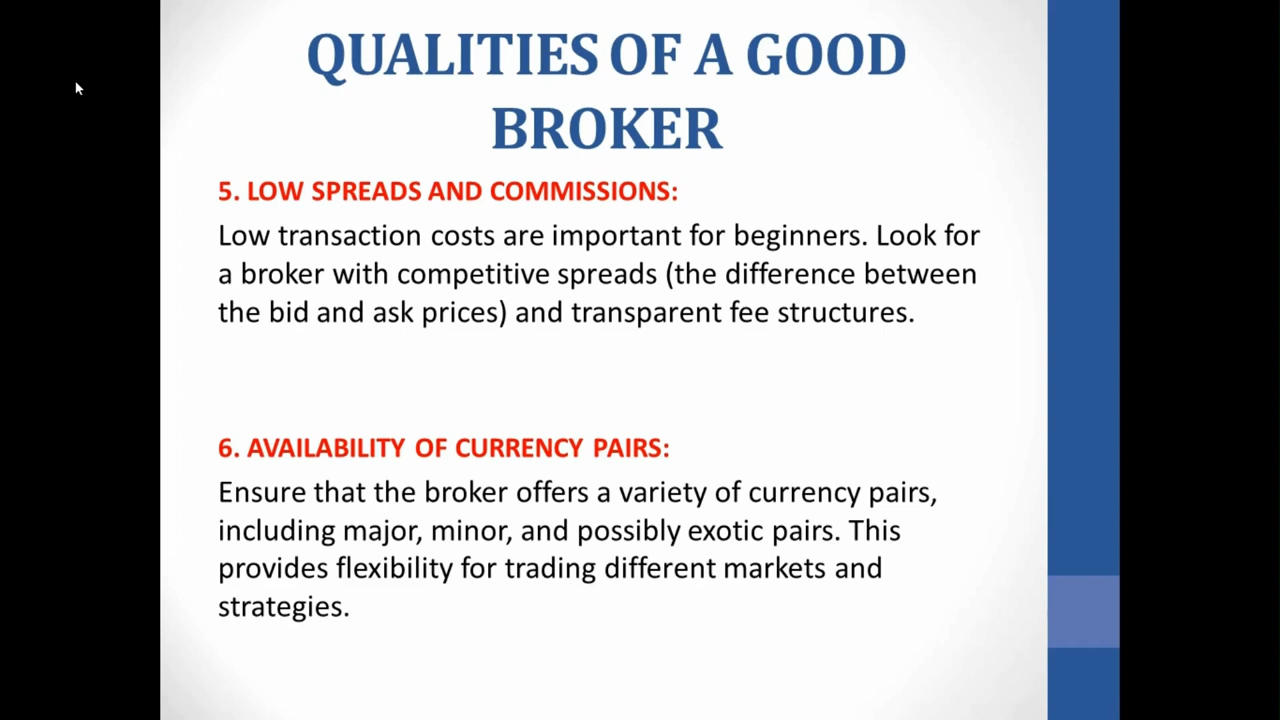 QUALITIES OF A GOOD
BROKER
5. LOW SPREADS AND COMMISSIONS:
Low transaction costs are important for beginners. Look for
a broker with competitive spreads (the difference between
the bid and ask prices) and transparent fee structures.
6. AVAILABILITY OF CURRENCY PAIRS:
Ensure that the broker offers a variety of currency pairs,
including major, minor, and possibly exotic pairs. This
provides flexibility for trading different markets and
strategies.